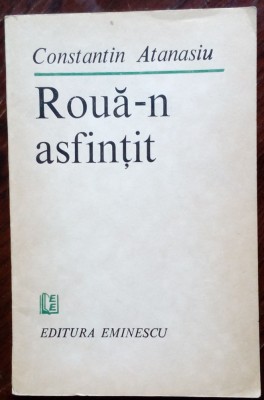 Constantin Atanasiu
Rouă-n
asfințit
EDITURA EMINESCU